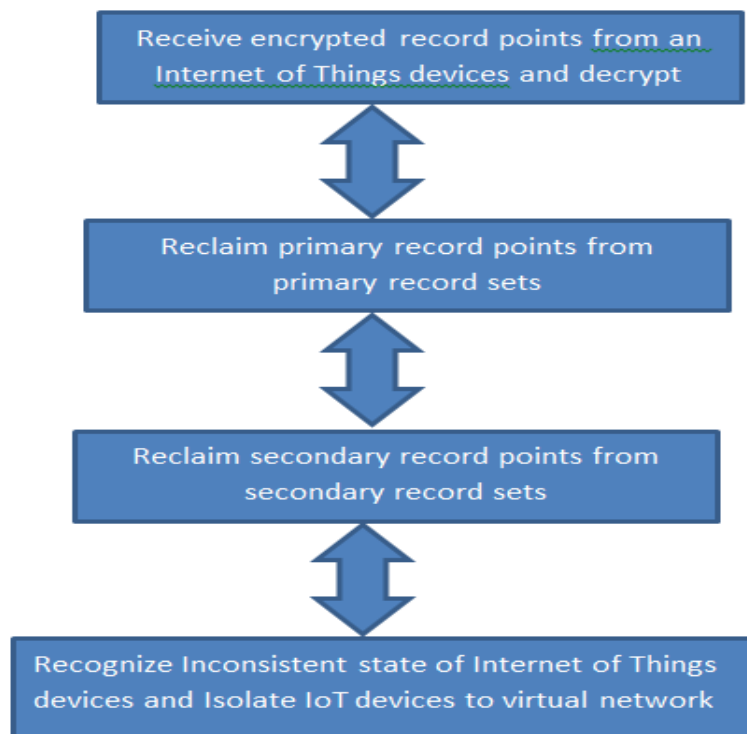 Receive encrypted record points from an
Internet of Things devices and decrypt
Reclaim primary record points from
primary record sets
Reclaim secondary record points from
secondary record sets
Recognize Inconsistent state of Internet of Things
devices and Isolate IoT devices to virtual network